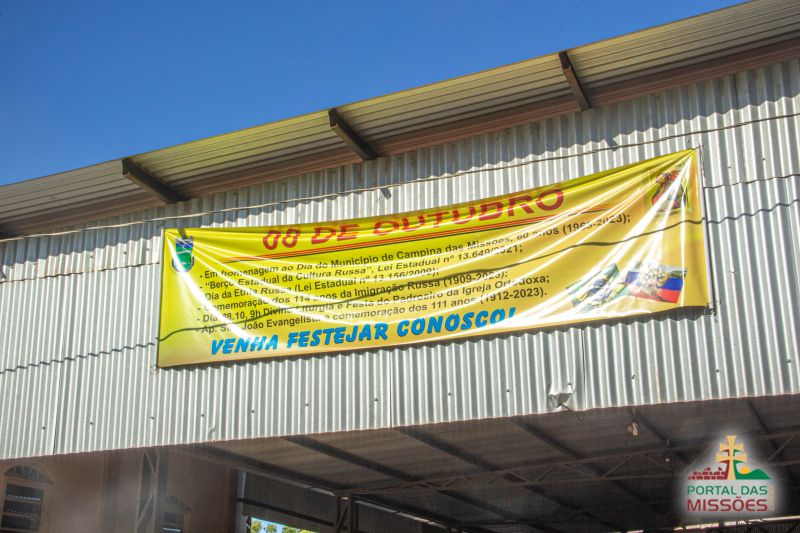 08 DE OUTUBRO
- Em homenagem ao Dia do Município de Campina das Missões, 60 anos (1963-2023);
- "Berço Estadual da Cultura Russa", Lei Estadual nº 13.649/2021;
Dia da Etnia Russa (Lei Estadual nº 13.156/2009);
- Comemoração dos 114 anos da Imigração Russa (1909-2023);
- Dia 08.10, 9h Divina Liturgia e Festa do Padroeiro da Igreja Ortodoxa;
Ap. São João Evangelista e comemoração dos 111 anos (1912-2023).
VENHA FESTEJAR CONOSCO!
PORTAL DAS
MISSÕES